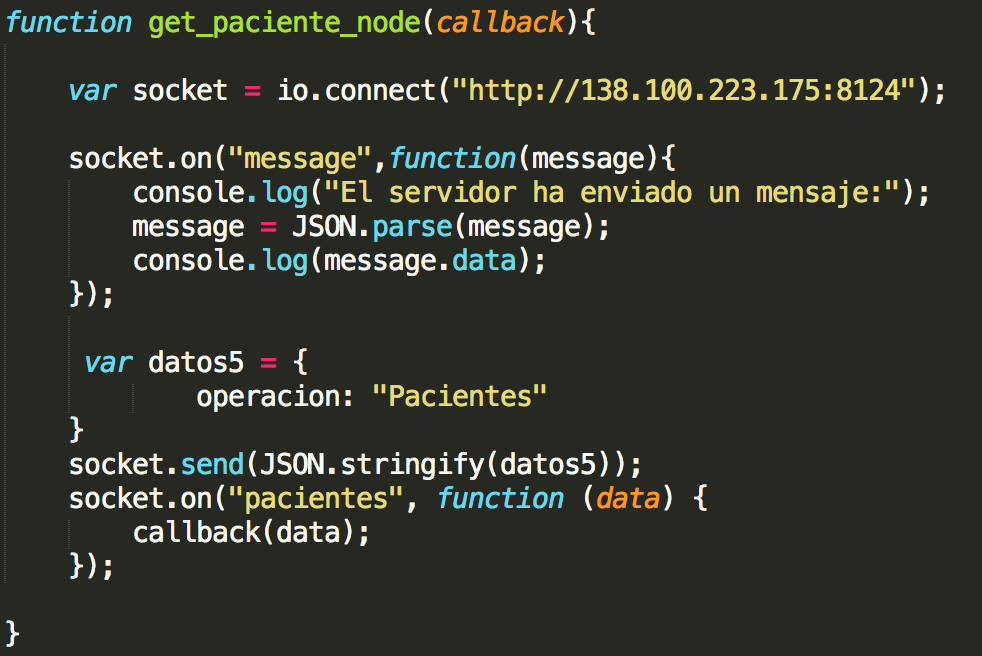 function get_paciente_node(callback){
var socket = io.connect("http://138.100.223.175:8124");
socket.on("message",function(message){
console.log("El servidor ha enviado un mensaje:");
message = JSON.parse(message);
console.log(message.data);
});
var datos5 = {
operacion: "Pacientes"
}
socket.send(JSON.stringify(datos5));
socket.on("pacientes", function (data) {
callback(data);
});
}